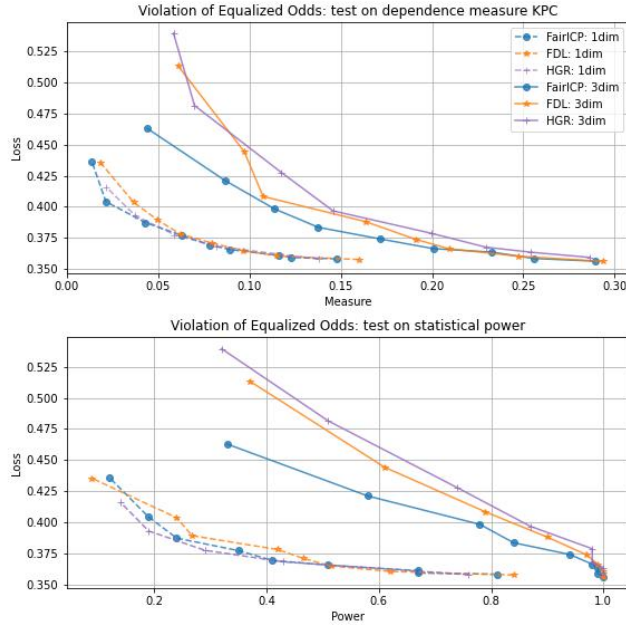 Violation of Equalized Odds: test on dependence measure KPC
Loss
0.525
0.500
0.475
0.450
0.425
0.400
0.375
0.350
FairICP: 1dim
FDL: 1dim
HGR: 1dim
FairICP: 3dim
FDL: 3dim
HGR: 3dim
0.00 0.05 0.10 0.15 0.20 0.25 0.30
Measure
Violation of Equalized Odds: test on statistical power
Loss
0.525
0.500
0.475
0.450
0.425
0.400
0.375
0.350
0.2 0.4 0.6 0.8 1.0
Power